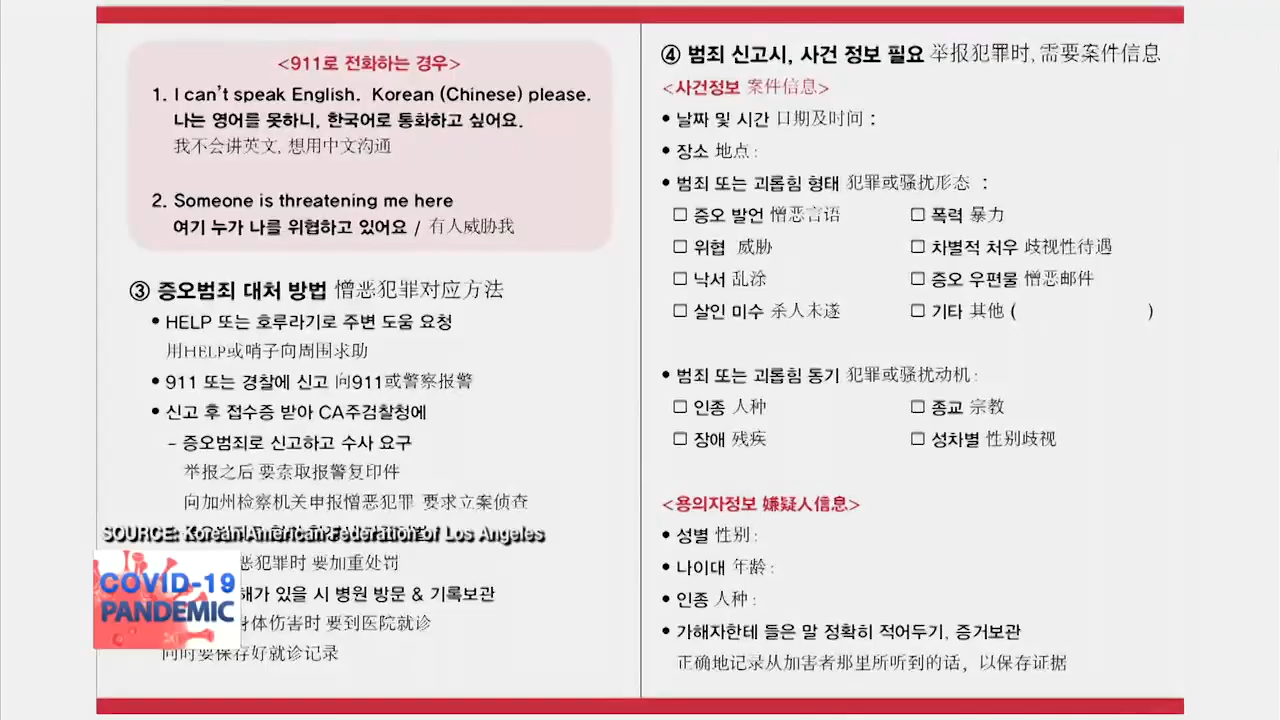 <911로 전화하는 경우>
1. I can't speak English. Korean (Chinese) please.
나는 영어를 못하니, 한국어로 통화하고 싶어요.
我不会讲英文, 想用中文沟通
2. Someone is threatening me here
여기 누가 나를 위협하고 있어요 / 有人威胁我
③ 증오범죄 대처 방법 憎恶犯罪对应方法
• HELP 또는 호루라기로 주변 도움 요청
用HELP或哨子向周围求助
• 911 또는 경찰에 신고 向911或警察报警
• 신고 후 접수증 받아 CA주검찰청에
- 증오범죄로 신고하고 수사 요구
举报之后 要索取报警复印件
向加州检察机关申报憎恶犯罪 要求立案侦查
SOURCE: Korean American Federation of Los Angeles
恶犯罪时 要加重处罚
해가 있을 시 병원 방문 & 기록보관
身体伤害时 要到医院就诊
同时要保存好就诊记录
COVID-19
PANDEMIC
④ 범죄 신고시, 사건 정보 필요 举报犯罪时, 需要案件信息
<사건정보 案件信息>
• 날짜 및 시간 日期及时间 :
• 장소 地点 :
• 범죄 또는 괴롭힘 형태 犯罪或骚扰形态 :
□ 증오 발언 憎恶言语 □ 폭력 暴力
□ 위협 威胁 □ 차별적 처우 歧视性待遇
□ 낙서 乱涂 □ 증오 우편물 憎恶邮件
□ 살인 미수 杀人未遂 □ 기타 其他 ( )
• 범죄 또는 괴롭힘 동기 犯罪或骚扰动机 :
□ 인종 人种 □ 종교 宗教
□ 장애 残疾 □ 성차별 性别歧视
<용의자정보 嫌疑人信息>
• 성별 性别 :
• 나이대 年龄 :
• 인종 人种 :
• 가해자한테 들은 말 정확히 적어두기, 증거보관
正确地记录从加害者那里所听到的话，以保存证据